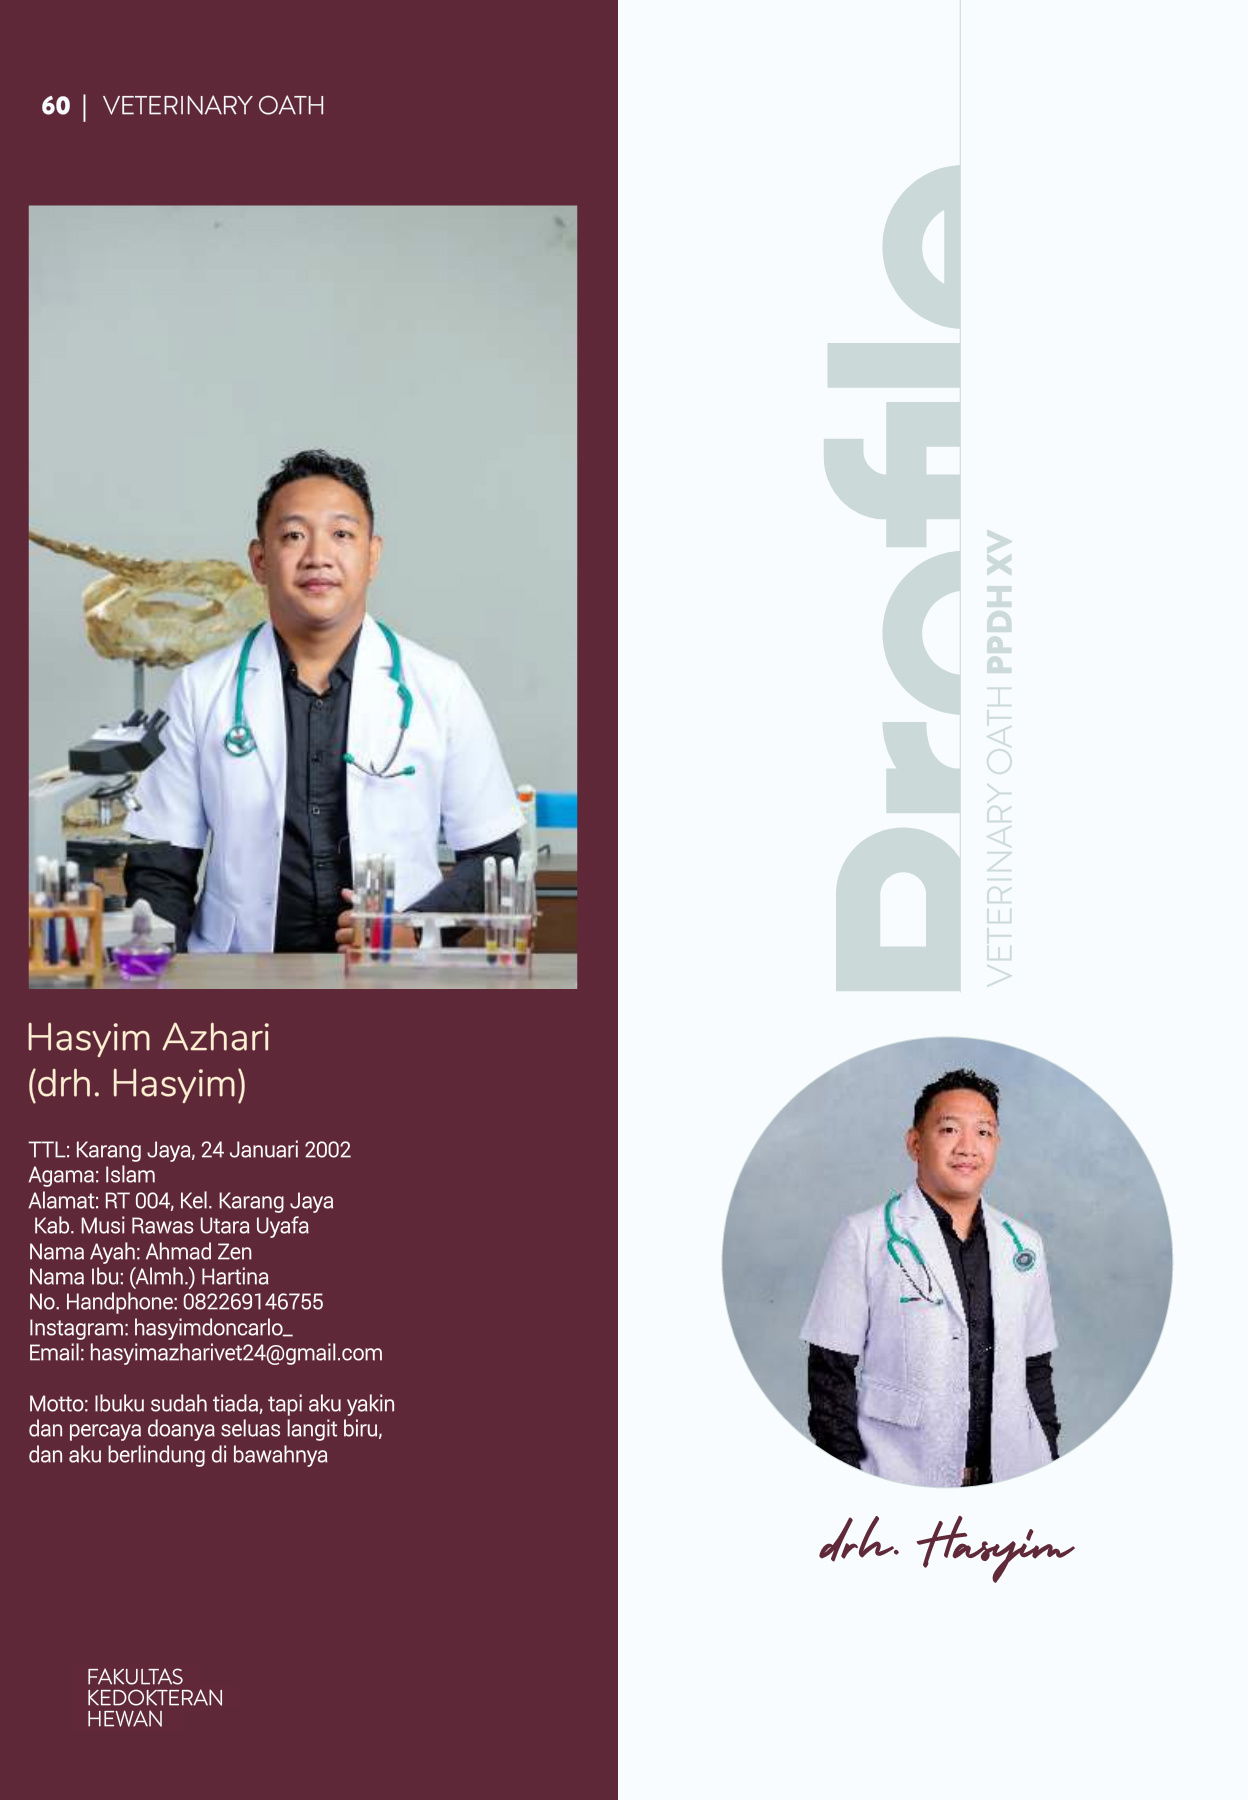 60 | VETERINARY OATH
Hasyim Azhari
(drh. Hasyim)
TTL: Karang Jaya, 24 Januari 2002
Agama: Islam
Alamat: RT 004, Kel. Karang Jaya
Kab. Musi Rawas Utara Uyafa
Nama Ayah: Ahmad Zen
Nama Ibu: (Almh.) Hartina
No. Handphone: 082269146755
Instagram: hasyimdoncarlo_
Email: hasyimazharivet24@gmail.com
Motto: Ibuku sudah tiada, tapi aku yakin
dan percaya doanya seluas langit biru,
dan aku berlindung di bawahnya
FAKULTAS
KEDOKTERAN
HEWAN
Profile
VETERINARY OATH PPDH XV
drh. Hasyim